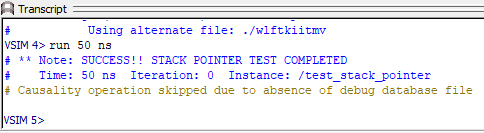 Transcript
# Using alternate file: ./wlftkiitmv
VSIM 4> run 50 ns
# ** Note: SUCCESS!! STACK POINTER TEST COMPLETED
# Time: 50 ns Iteration: 0 Instance: /test_stack_pointer
# Causality operation skipped due to absence of debug database file
VSIM 5>